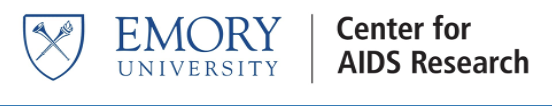 EMORY
UNIVERSITY
Center for
AIDS Research